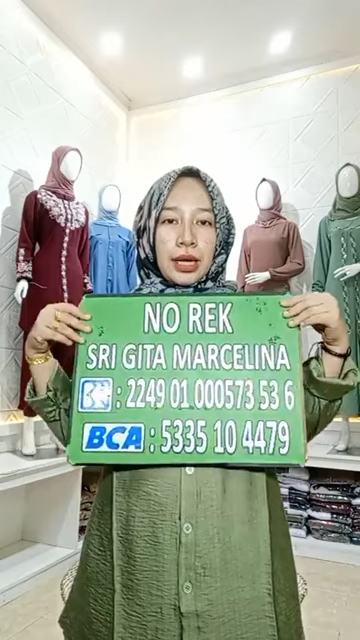 NO REK
SRI GITA MARCELINA
BRI : 2249 01 000573 53 6
BCA : 5335 10 4479